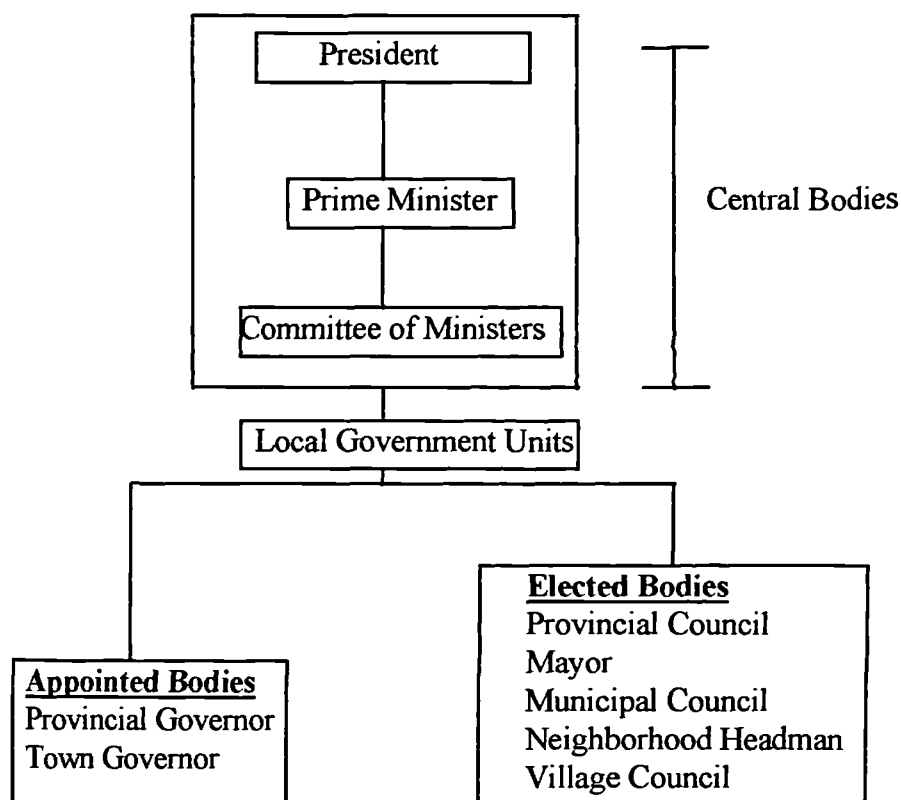 President
Prime Minister
Central Bodies
Committee of Ministers
Local Government Units
Appointed Bodies
Provincial Governor
Town Governor
Elected Bodies
Provincial Council
Mayor
Municipal Council
Neighborhood Headman
Village Council